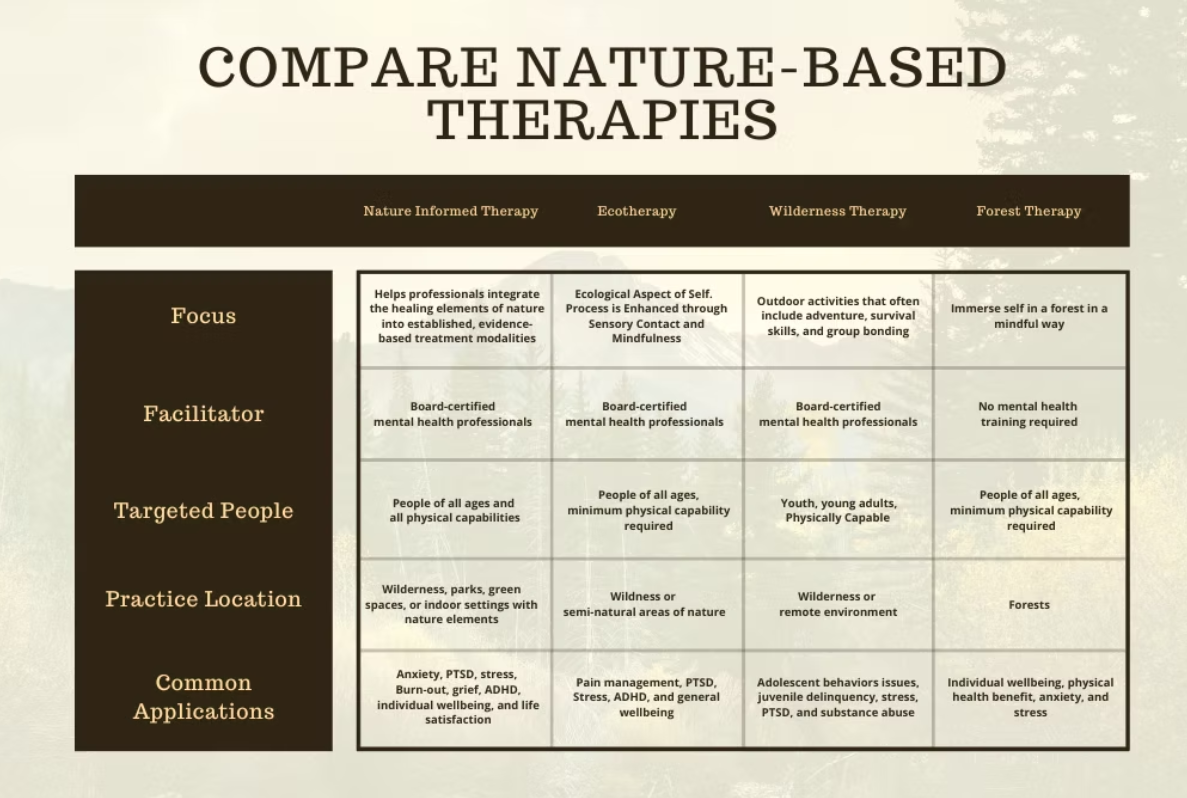 COMPARE NATURE-BASED
THERAPIES
Nature Informed Therapy
Ecotherapy
Wilderness Therapy
Forest Therapy
Focus
Helps professionals integrate
the healing elements of nature
into established, evidence-
based treatment modalities
Ecological Aspect of Self.
Process is Enhanced through
Sensory Contact and
Mindfulness
Outdoor activities that often
include adventure, survival
skills, and group bonding
Immerse self in a forest in a
mindful way
Facilitator
Board-certified
mental health professionals
Board-certified
mental health professionals
Board-certified
mental health professionals
No mental health
training required
Targeted People
People of all ages and
all physical capabilities
People of all ages,
minimum physical capability
required
Youth, young adults,
Physically Capable
People of all ages,
minimum physical capability
required
Practice Location
Wilderness, parks, green
spaces, or indoor settings with
nature elements
Wildness or
semi-natural areas of nature
Wilderness or
remote environment
Forests
Common
Applications
Anxiety, PTSD, stress,
Burn-out, grief, ADHD,
individual wellbeing, and life
satisfaction
Pain management, PTSD,
Stress, ADHD, and general
wellbeing
Adolescent behaviors issues,
juvenile delinquency, stress,
PTSD, and substance abuse
Individual wellbeing, physical
health benefit, anxiety, and
stress